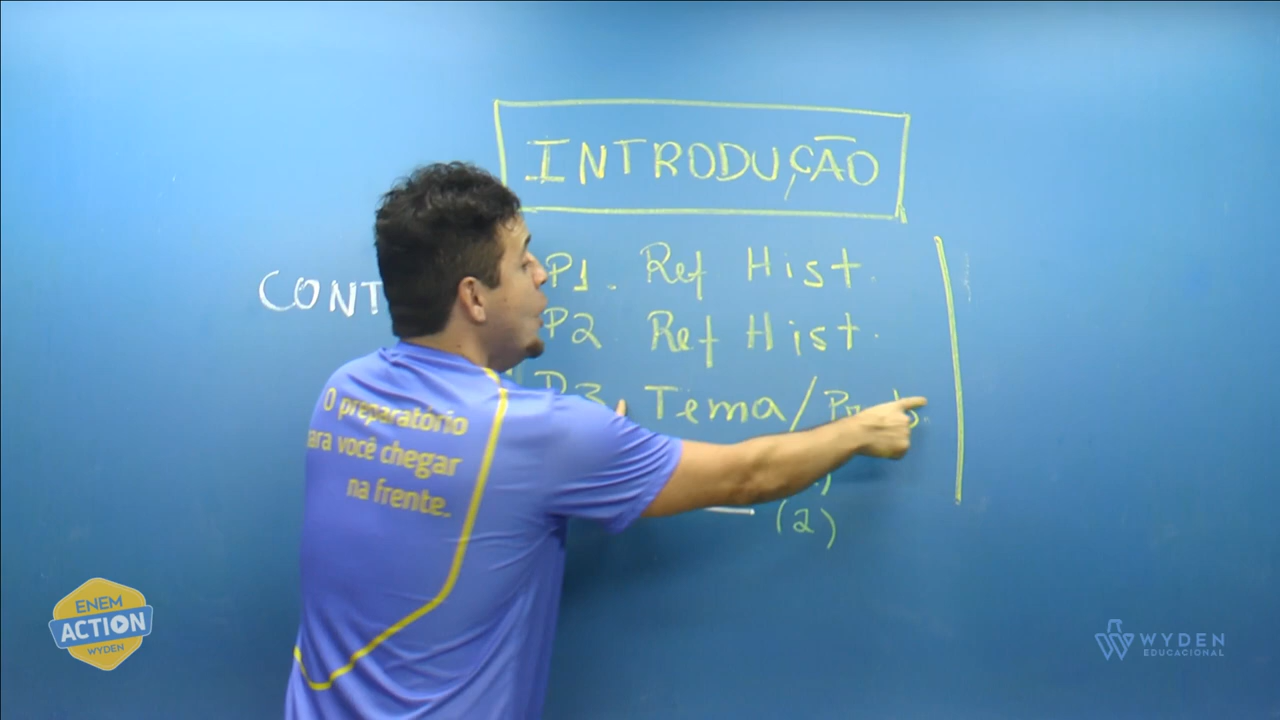 INTRODUÇÃO
P1. Ref Hist.
CONT
P2 Ref Hist.
P3. Tema/
(2)
O preparatório
ara você chegar
na frente.
ENEM
ACTION
WYDEN
WYDEN
EDUCACIONAL